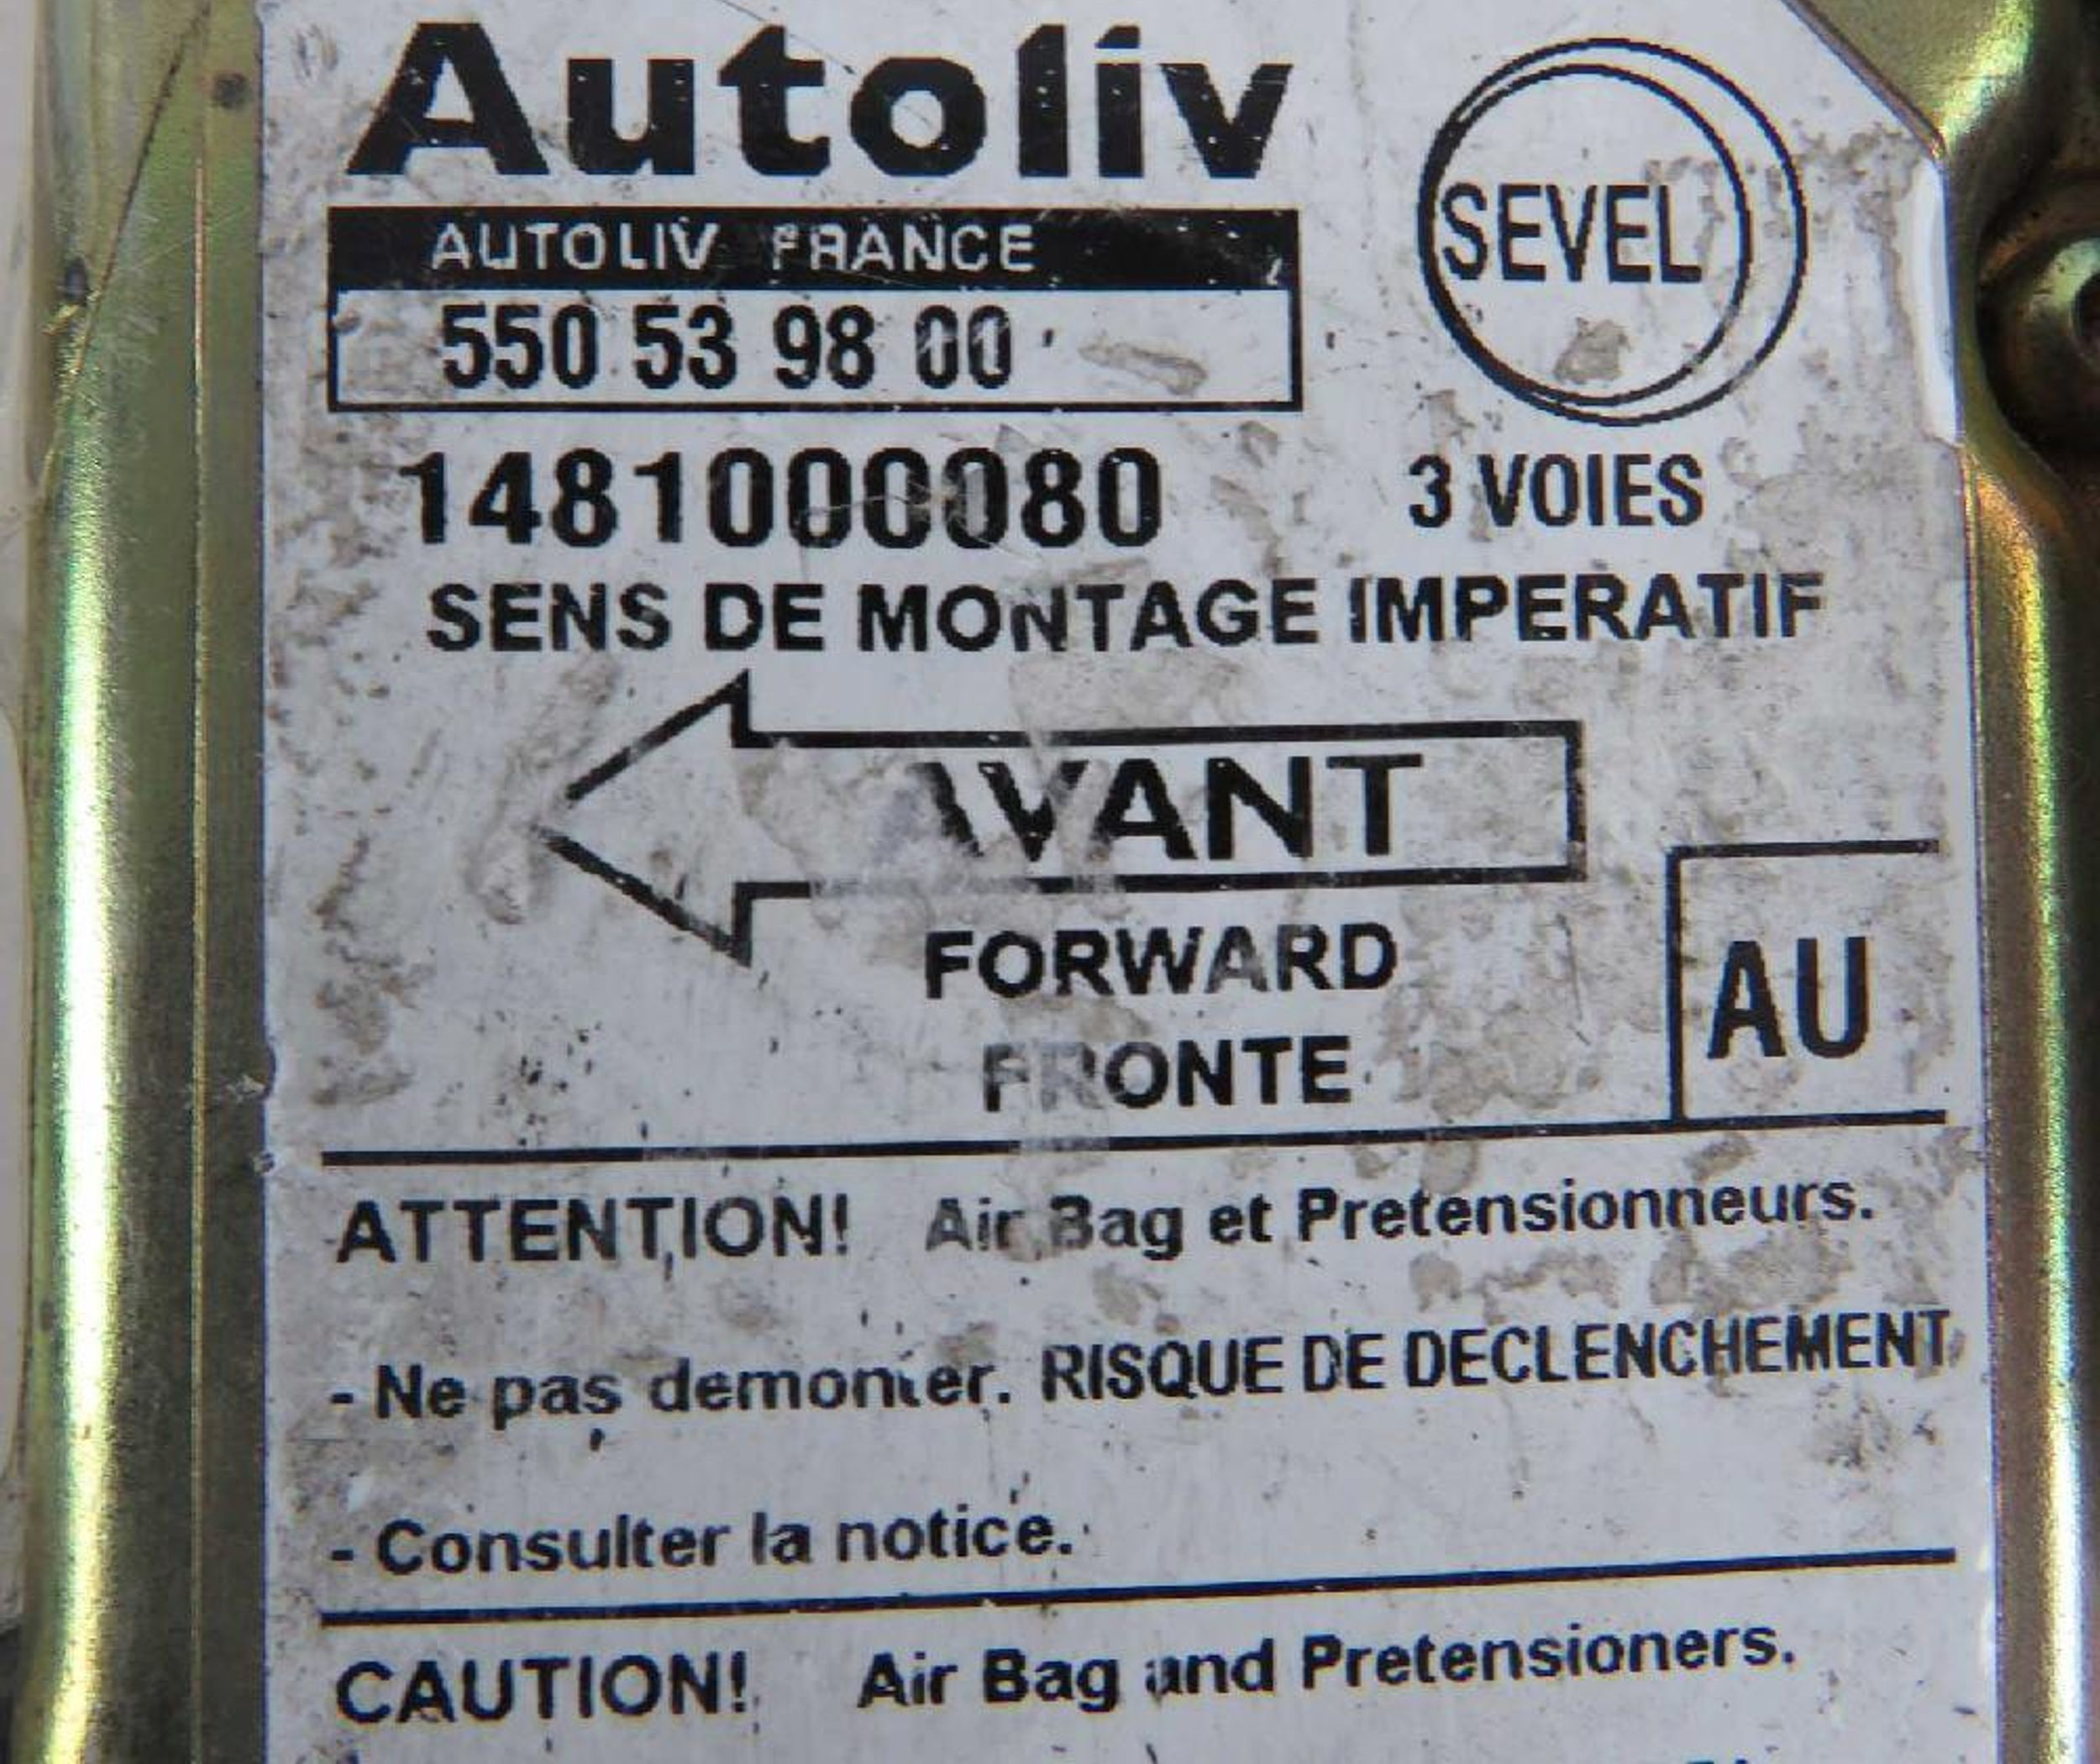 Autoliv
SEVEL
AUTOLIV FRANCE
550 53 98 00
1481000080 3 VOIES
SENS DE MONTAGE IMPERATIF
AVANT
FORWARD
FRONTE
AU
ATTENTION! Air Bag et Pretensionneurs.
- Ne pas demonter. RISQUE DE DECLENCHEMENT
- Consulter la notice.
CAUTION! Air Bag and Pretensioners.